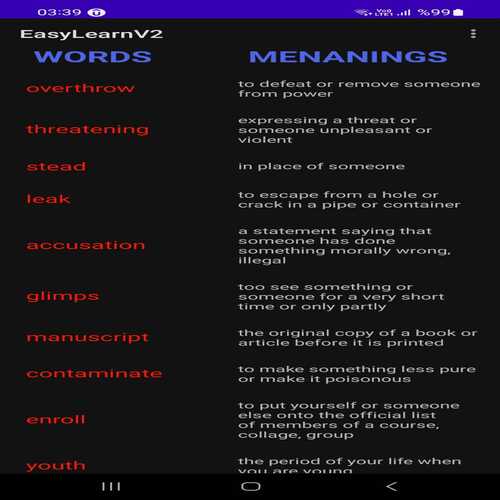 03:39 VoLTE1 %99
EasyLearnV2
WORDS MENANINGS
overthrow
to defeat or remove someone
from power
threatening
expressing a threat or
someone unpleasant or
violent
stead
in place of someone
leak
to escape from a hole or
crack in a pipe or container
accusation
a statement saying that
someone has done
something morally wrong,
illegal
glimps
too see something or
someone for a very short
time or only partly
manuscript
the original copy of a book or
article before it is printed
contaminate
to make something less pure
or make it poisonous
enroll
to put yourself or someone
else onto the official list
of members of a course,
collage, group
youth
the period of your life when
you are young